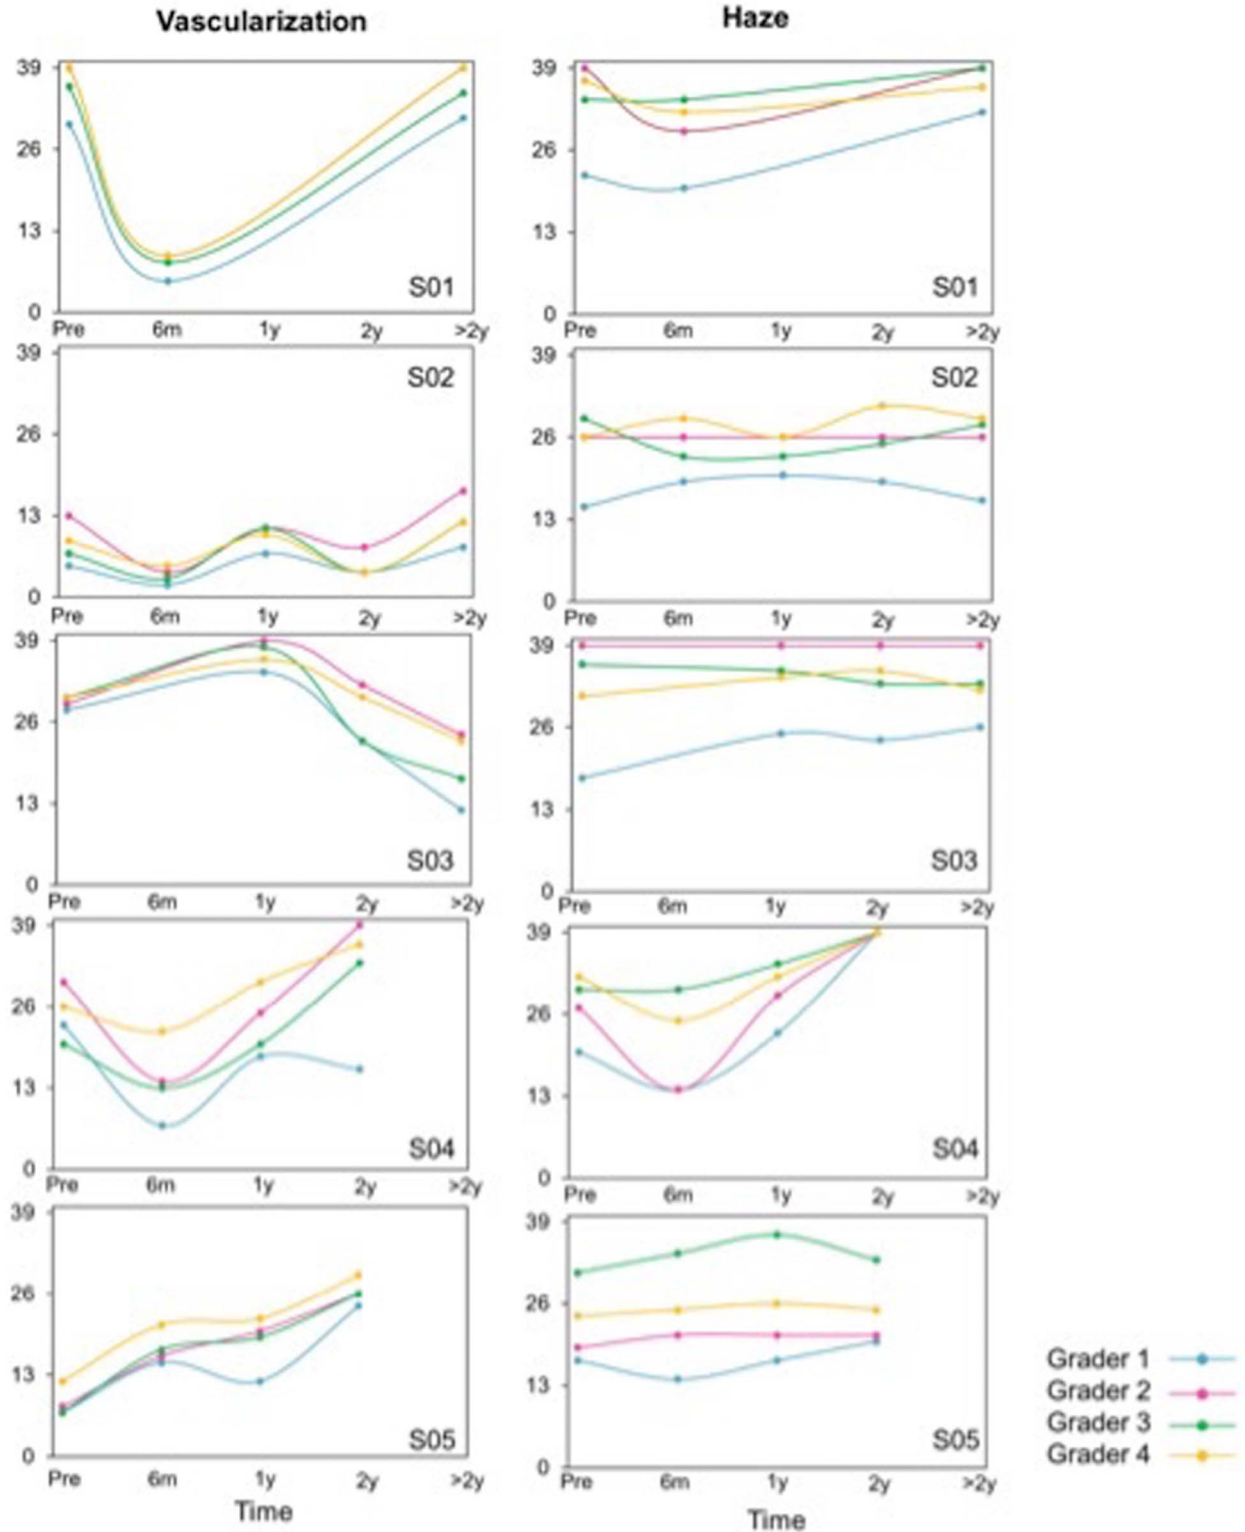 Vascularization
Haze
39
26
13
0
S01
Pre 6m 1y 2y >2y
39
26
13
0
S01
Pre 6m 1y 2y >2y
39
26
13
0
S02
Pre 6m 1y 2y >2y
39
26
13
0
S02
Pre 6m 1y 2y >2y
39
26
13
0
S03
Pre 6m 1y 2y >2y
39
26
13
0
S03
Pre 6m 1y 2y >2y
39
26
13
0
S04
Pre 6m 1y 2y >2y
39
26
13
0
S04
Pre 6m 1y 2y >2y
39
26
13
0
S05
Pre 6m 1y 2y >2y
Time
39
26
13
0
S05
Pre 6m 1y 2y >2y
Time
Grader 1
Grader 2
Grader 3
Grader 4